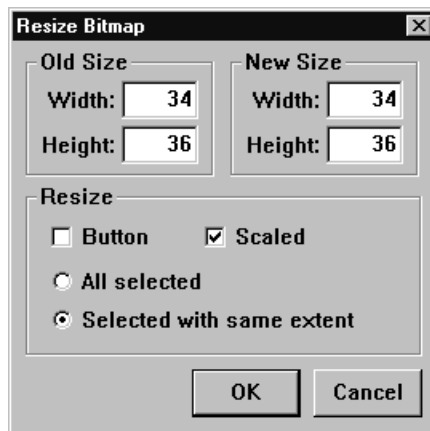 Resize Bitmap
Old Size New Size
Width: 34 Width: 34
Height: 36 Height: 36
Resize
Button Scaled
All selected
Selected with same extent
OK Cancel